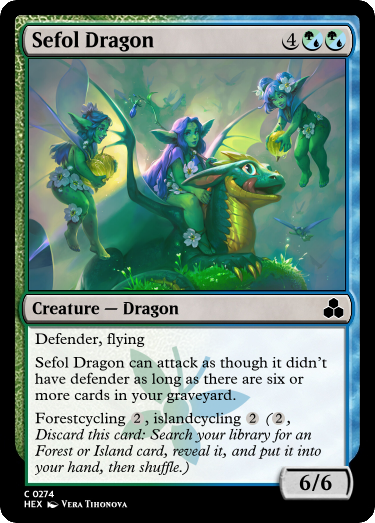 Sefol Dragon 4
Creature — Dragon
Defender, flying
Sefol Dragon can attack as though it didn't
have defender as long as there are six or
more cards in your graveyard.
Forestcycling 2, islandcycling 2 (2,
Discard this card: Search your library for an
Forest or Island card, reveal it, and put it into
your hand, then shuffle.)
6/6
C 0274
HEX Vera Tihonova